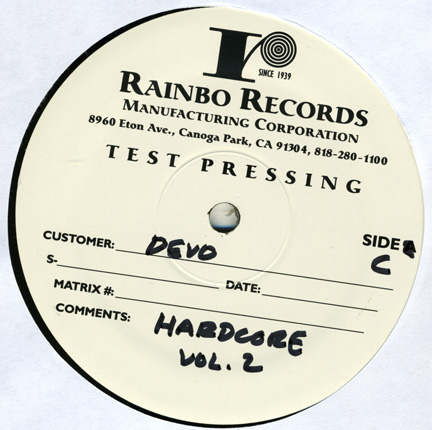 r
SINCE 1939
RAINBO RECORDS
MANUFACTURING CORPORATION
8960 Eton Ave., Canoga Park, CA 91304, 818-280-1100
TEST PRESSING
CUSTOMER: DEVO SIDE C
S- DATE:
MATRIX #:
COMMENTS: HARDCORE
VOL. 2